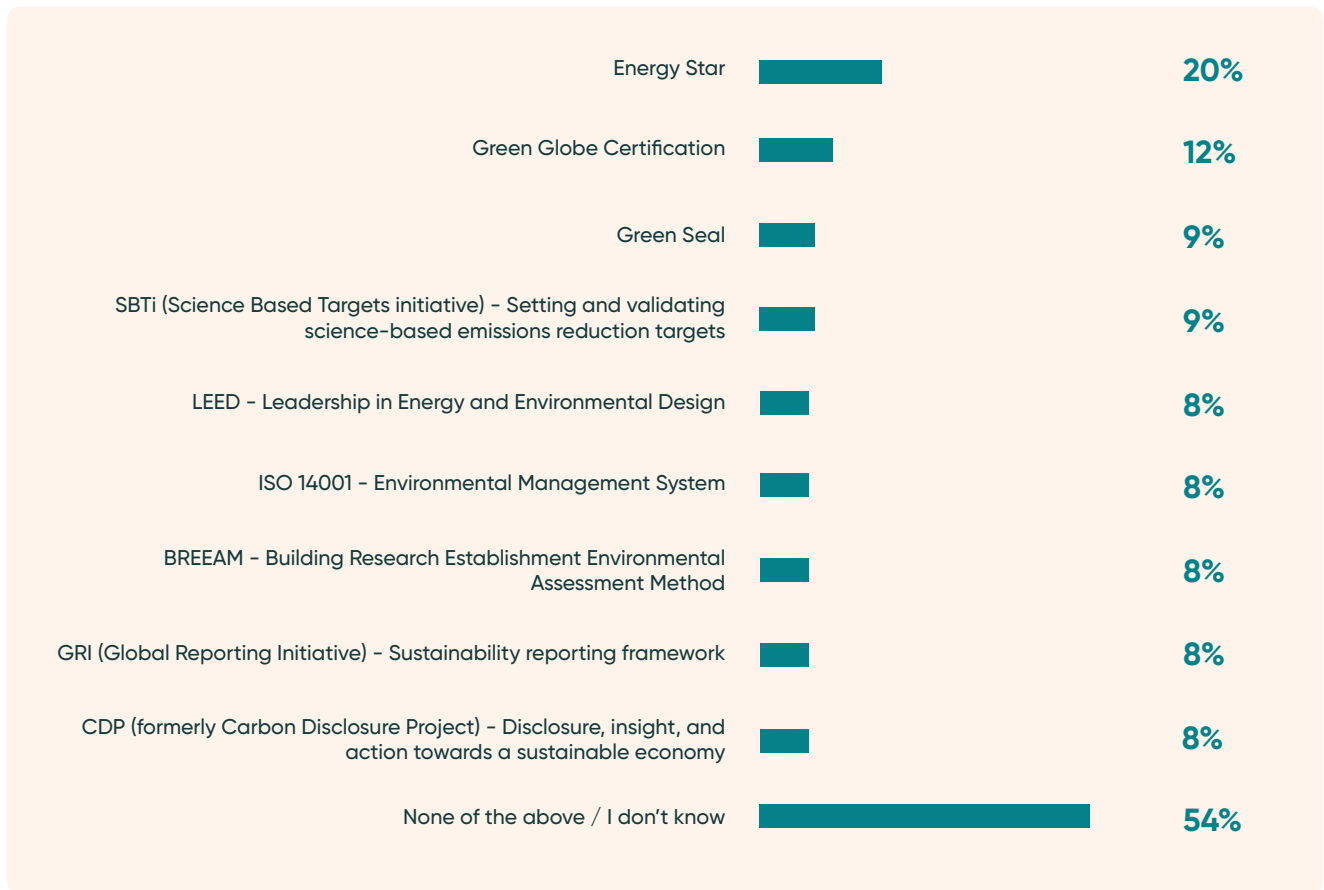 Energy Star 20%
Green Globe Certification 12%
Green Seal 9%
SBTi (Science Based Targets initiative) - Setting and validating
science-based emissions reduction targets 9%
LEED - Leadership in Energy and Environmental Design 8%
ISO 14001 - Environmental Management System 8%
BREEAM - Building Research Establishment Environmental
Assessment Method 8%
GRI (Global Reporting Initiative) - Sustainability reporting framework 8%
CDP (formerly Carbon Disclosure Project) - Disclosure, insight, and
action towards a sustainable economy 8%
None of the above / I don’t know 54%